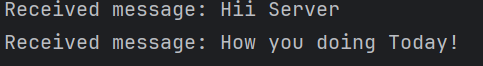 Received message: Hii Server
Received message: How you doing Today!